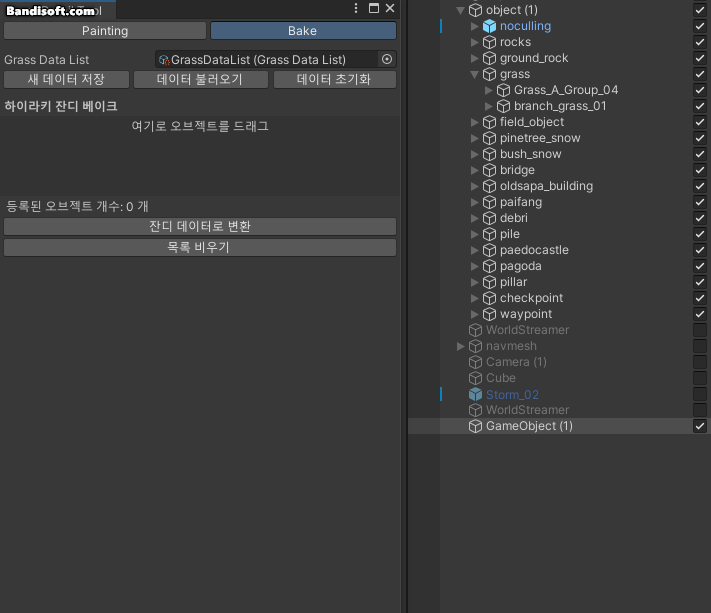 Bandisoft.com
Tool
Painting
Bake
Grass Data List
GrassDataList (Grass Data List)
새 데이터 저장
데이터 불러오기
데이터 초기화
하이라키 잔디 베이크
여기로 오브젝트를 드래그
등록된 오브젝트 개수: 0 개
잔디 데이터로 변환
목록 비우기
object (1)
noculling
rocks
ground_rock
grass
Grass_A_Group_04
branch_grass_01
field_object
pinetree_snow
bush_snow
bridge
oldsapa_building
paifang
debri
pile
paedocastle
pagoda
pillar
checkpoint
waypoint
WorldStreamer
navmesh
Camera (1)
Cube
Storm_02
WorldStreamer
GameObject (1)